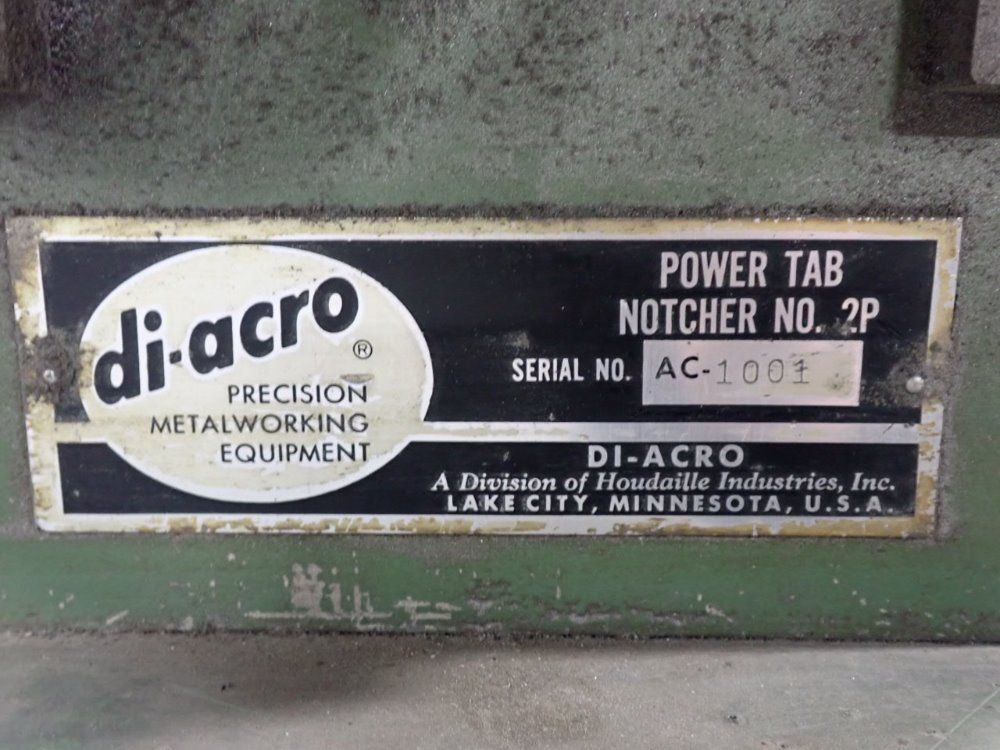 di-acro®
PRECISION
METALWORKING
EQUIPMENT
POWER TAB
NOTCHER NO. 2P
SERIAL NO. AC-1001
DI-ACRO
A Division of Houdaille Industries, Inc.
LAKE CITY, MINNESOTA, U.S.A.